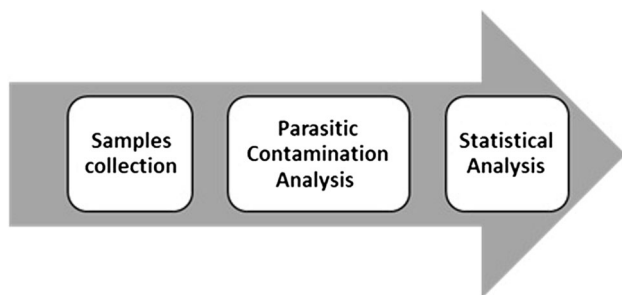 Samples
collection
Parasitic
Contamination
Analysis
Statistical
Analysis